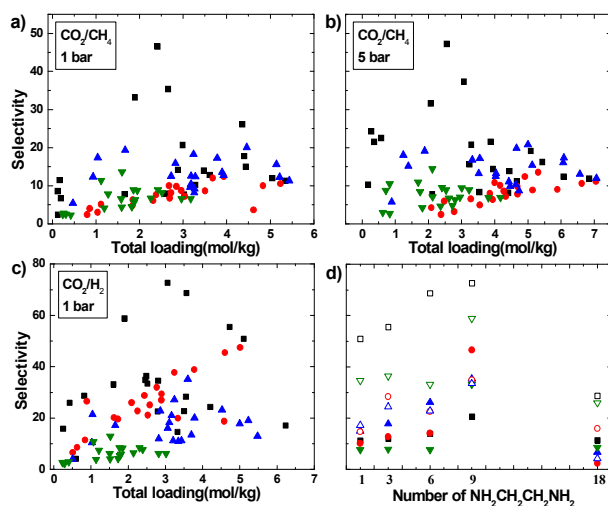 a)
CO2/CH4
1 bar
Selectivity
50
40
30
20
10
0
0 1 2 3 4 5 6
Total loading(mol/kg)
b)
CO2/CH4
5 bar
0 1 2 3 4 5 6 7
Total loading(mol/kg)
c)
CO2/H2
1 bar
Selectivity
80
60
40
20
0
0 1 2 3 4 5 6 7
Total loading(mol/kg)
d)
1 3 6 9 18
Number of NH2CH2CH2NH2